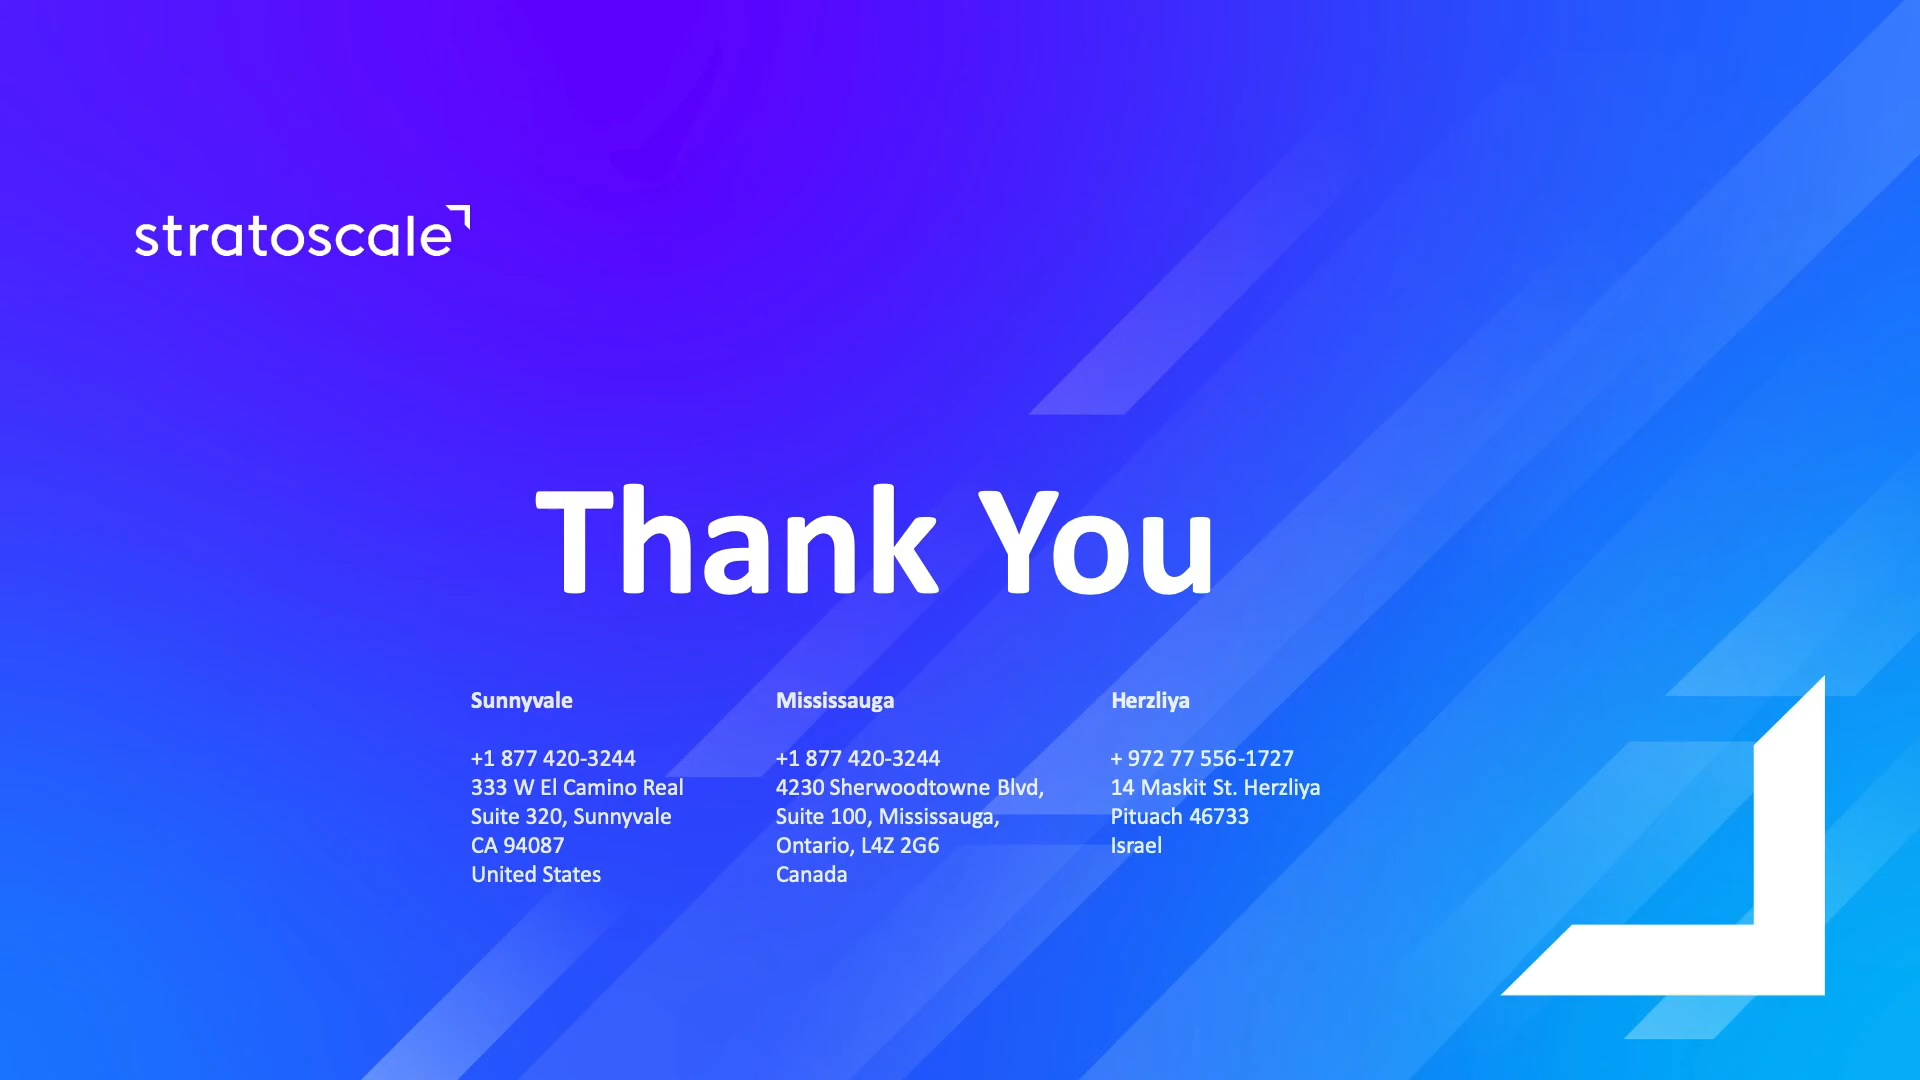 stratoscale
Thank You
Sunnyvale
+1 877 420-3244
333 W El Camino Real
Suite 320, Sunnyvale
CA 94087
United States
Mississauga
+1 877 420-3244
4230 Sherwoodtowne Blvd,
Suite 100, Mississauga,
Ontario, L4Z 2G6
Canada
Herzliya
+ 972 77 556-1727
14 Maskit St. Herzliya
Pituach 46733
Israel